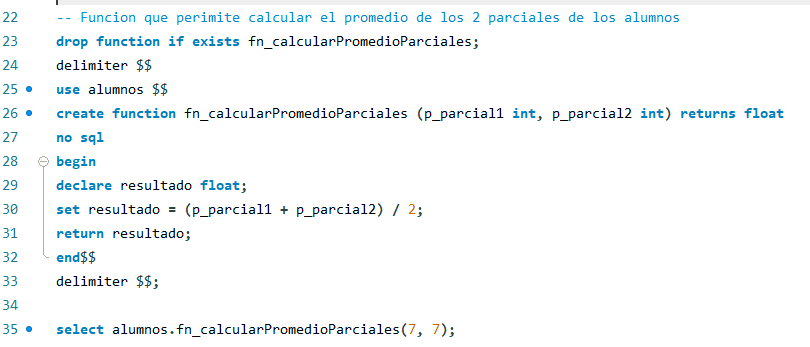 22 -- Funcion que perimite calcular el promedio de los 2 parciales de los alumnos
23 drop function if exists fn_calcularPromedioParciales;
24 delimiter $$
25 use alumnos $$
26 create function fn_calcularPromedioParciales (p_parcial1 int, p_parcial2 int) returns float
27 no sql
28 begin
29 declare resultado float;
30 set resultado = (p_parcial1 + p_parcial2) / 2;
31 return resultado;
32 end$$
33 delimiter $$;
34
35 select alumnos.fn_calcularPromedioParciales(7, 7);